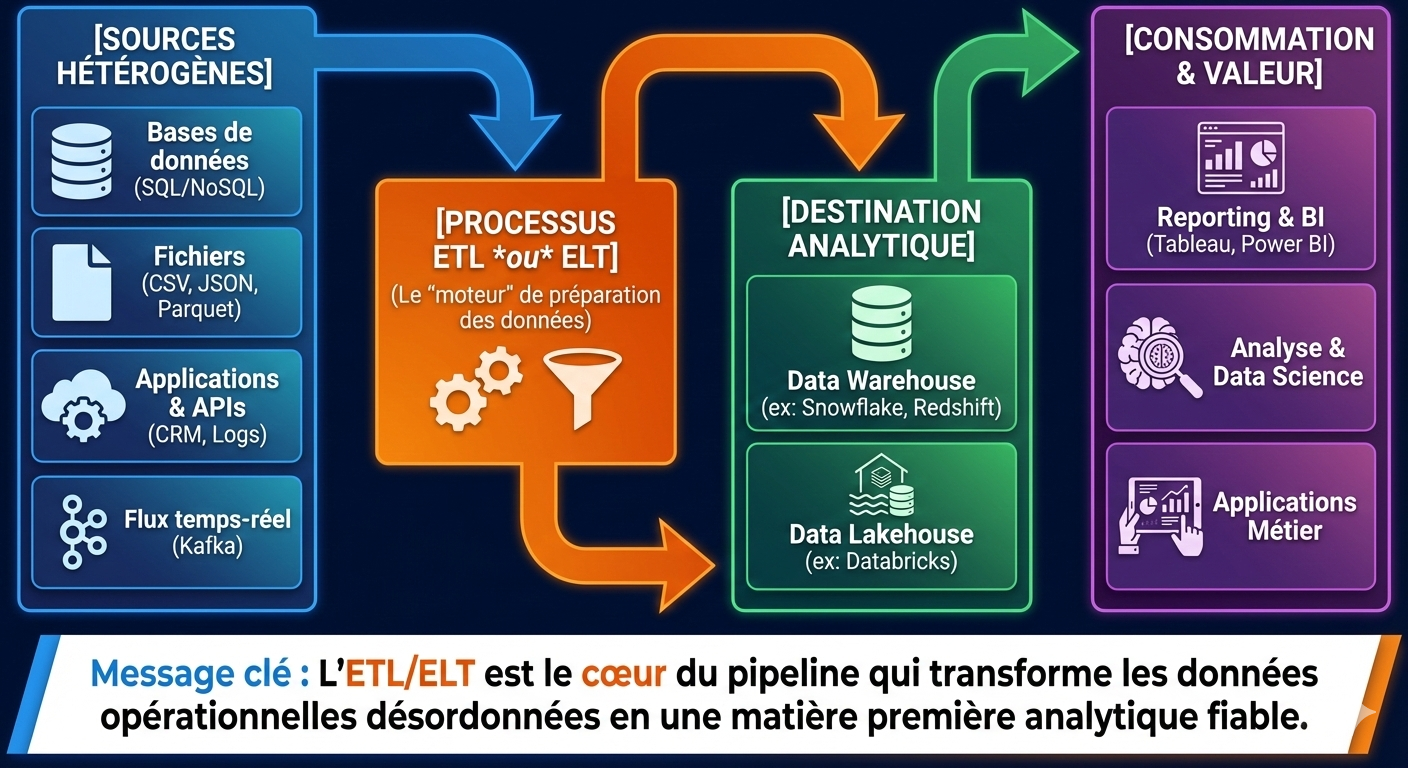 [SOURCES
HÉTÉROGÈNES]
Bases de
données
(SQL/NoSQL)
Fichiers
(CSV, JSON,
Parquet)
Applications
& APIs
(CRM, Logs)
Flux temps-réel
(Kafka)
[PROCESSUS
ETL *ou* ELT]
(Le “moteur" de préparation
des données)
[DESTINATION
ANALYTIQUE]
Data Warehouse
(ex: Snowflake, Redshift)
Data Lakehouse
(ex: Databricks)
[CONSOMMATION
& VALEUR]
Reporting & BI
(Tableau, Power BI)
Analyse &
Data Science
Applications
Métier
Message clé : L’ETL/ELT est le cœur du pipeline qui transforme les données
opérationnelles désordonnées en une matière première analytique fiable.